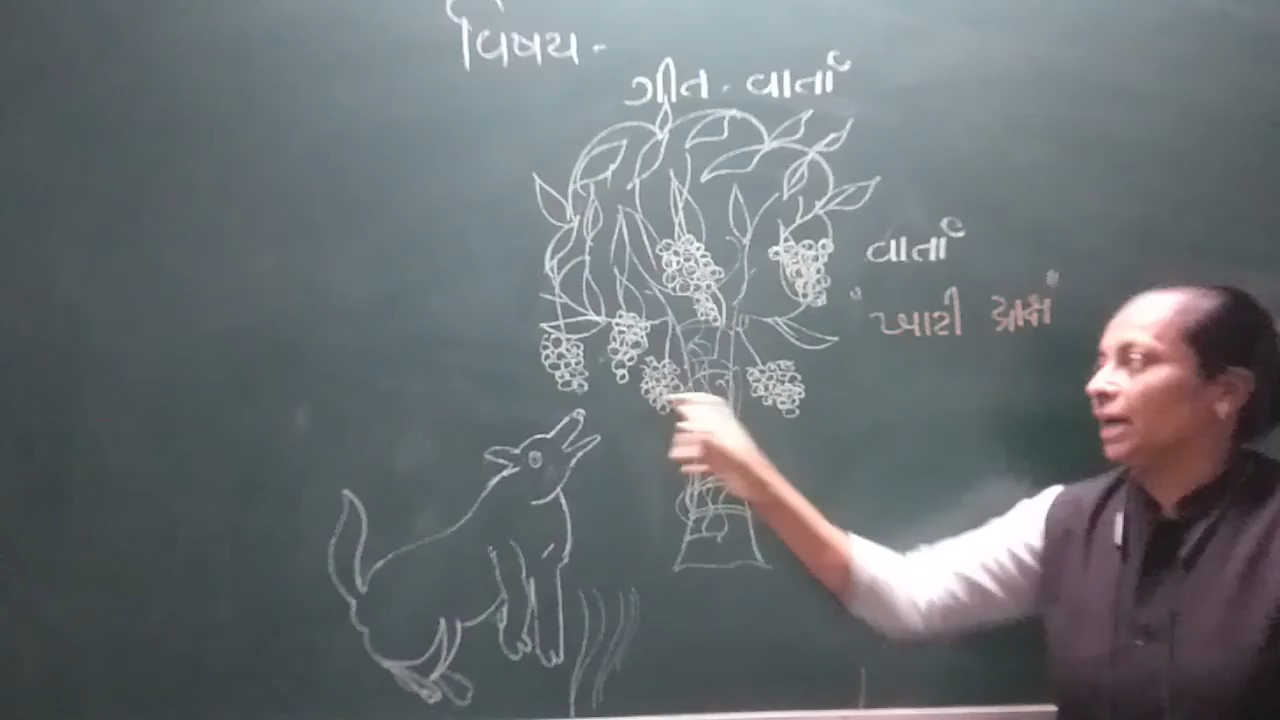 વિષય -
ગીત - વાર્તા
વાર્તા
"ખાટી દ્રાક્ષ"